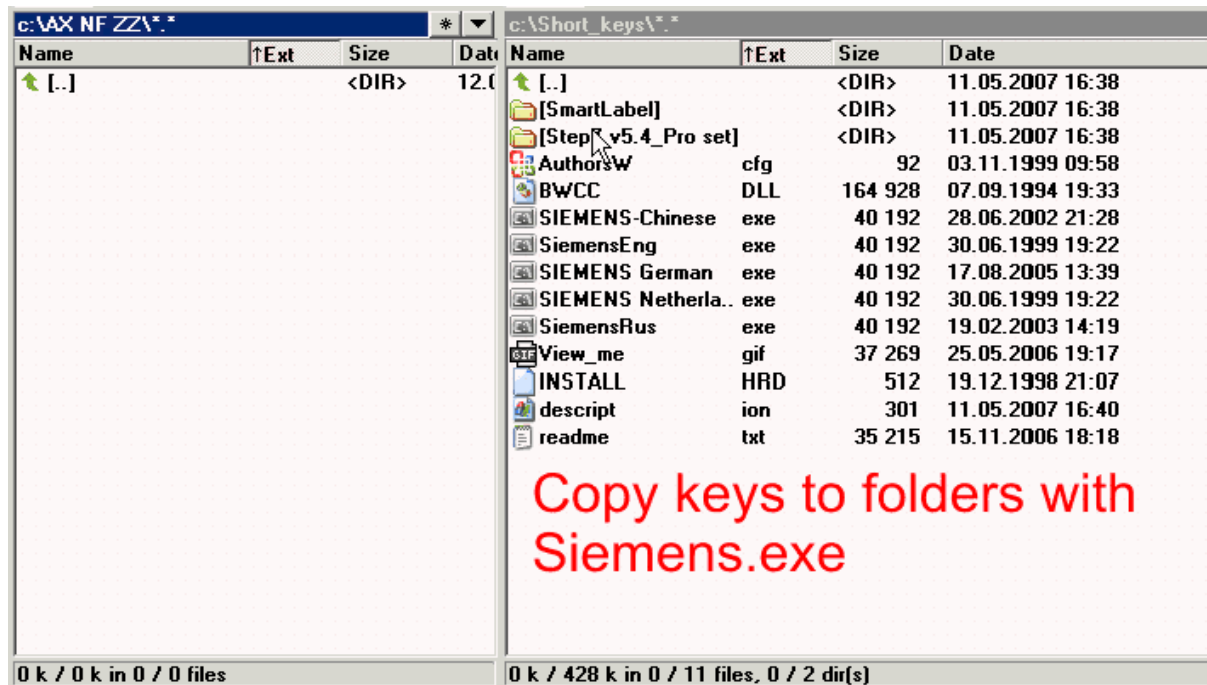 c:\AX NF ZZ\*.* * ▼
Name ↑Ext Size Date
[..] <DIR> 12.0
0 k / 0 k in 0 / 0 files
c:\Short_keys\*.*
Name ↑Ext Size Date
[..] <DIR> 11.05.2007 16:38
[SmartLabel] <DIR> 11.05.2007 16:38
[Step7 v5.4_Pro set] <DIR> 11.05.2007 16:38
AuthorsW cfg 92 03.11.1999 09:58
BWCC DLL 164 928 07.09.1994 19:33
SIEMENS-Chinese exe 40 192 28.06.2002 21:28
SiemensEng exe 40 192 30.06.1999 19:22
SIEMENS German exe 40 192 17.08.2005 13:39
SIEMENS Netherla.. exe 40 192 30.06.1999 19:22
SiemensRus exe 40 192 19.02.2003 14:19
View_me gif 37 269 25.05.2006 19:17
INSTALL HRD 512 19.12.1998 21:07
descript ion 301 11.05.2007 16:40
readme txt 35 215 15.11.2006 18:18
Copy keys to folders with
Siemens.exe
0 k / 428 k in 0 / 11 files, 0 / 2 dir(s)